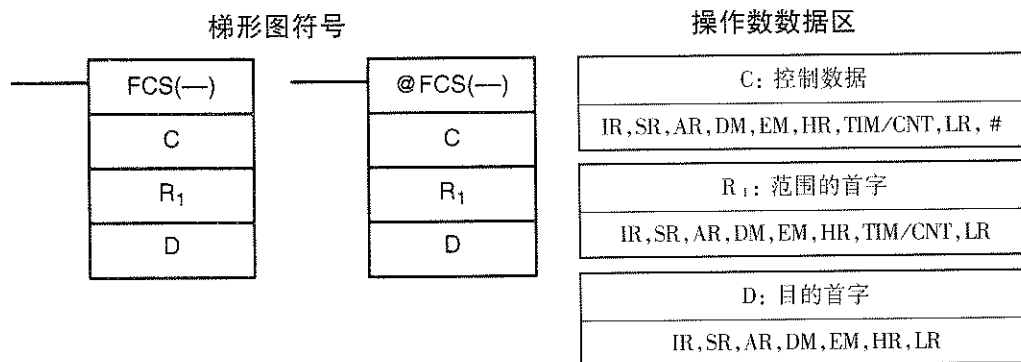 梯形图符号
操作数数据区
FCS(—)
C
R₁
D
@FCS(—)
C
R₁
D
C: 控制数据
IR,SR,AR,DM,EM,HR,TIM/CNT,LR, #
R₁: 范围的首字
IR,SR,AR,DM,EM,HR,TIM/CNT,LR
D: 目的首字
IR,SR,AR,DM,EM,HR,LR